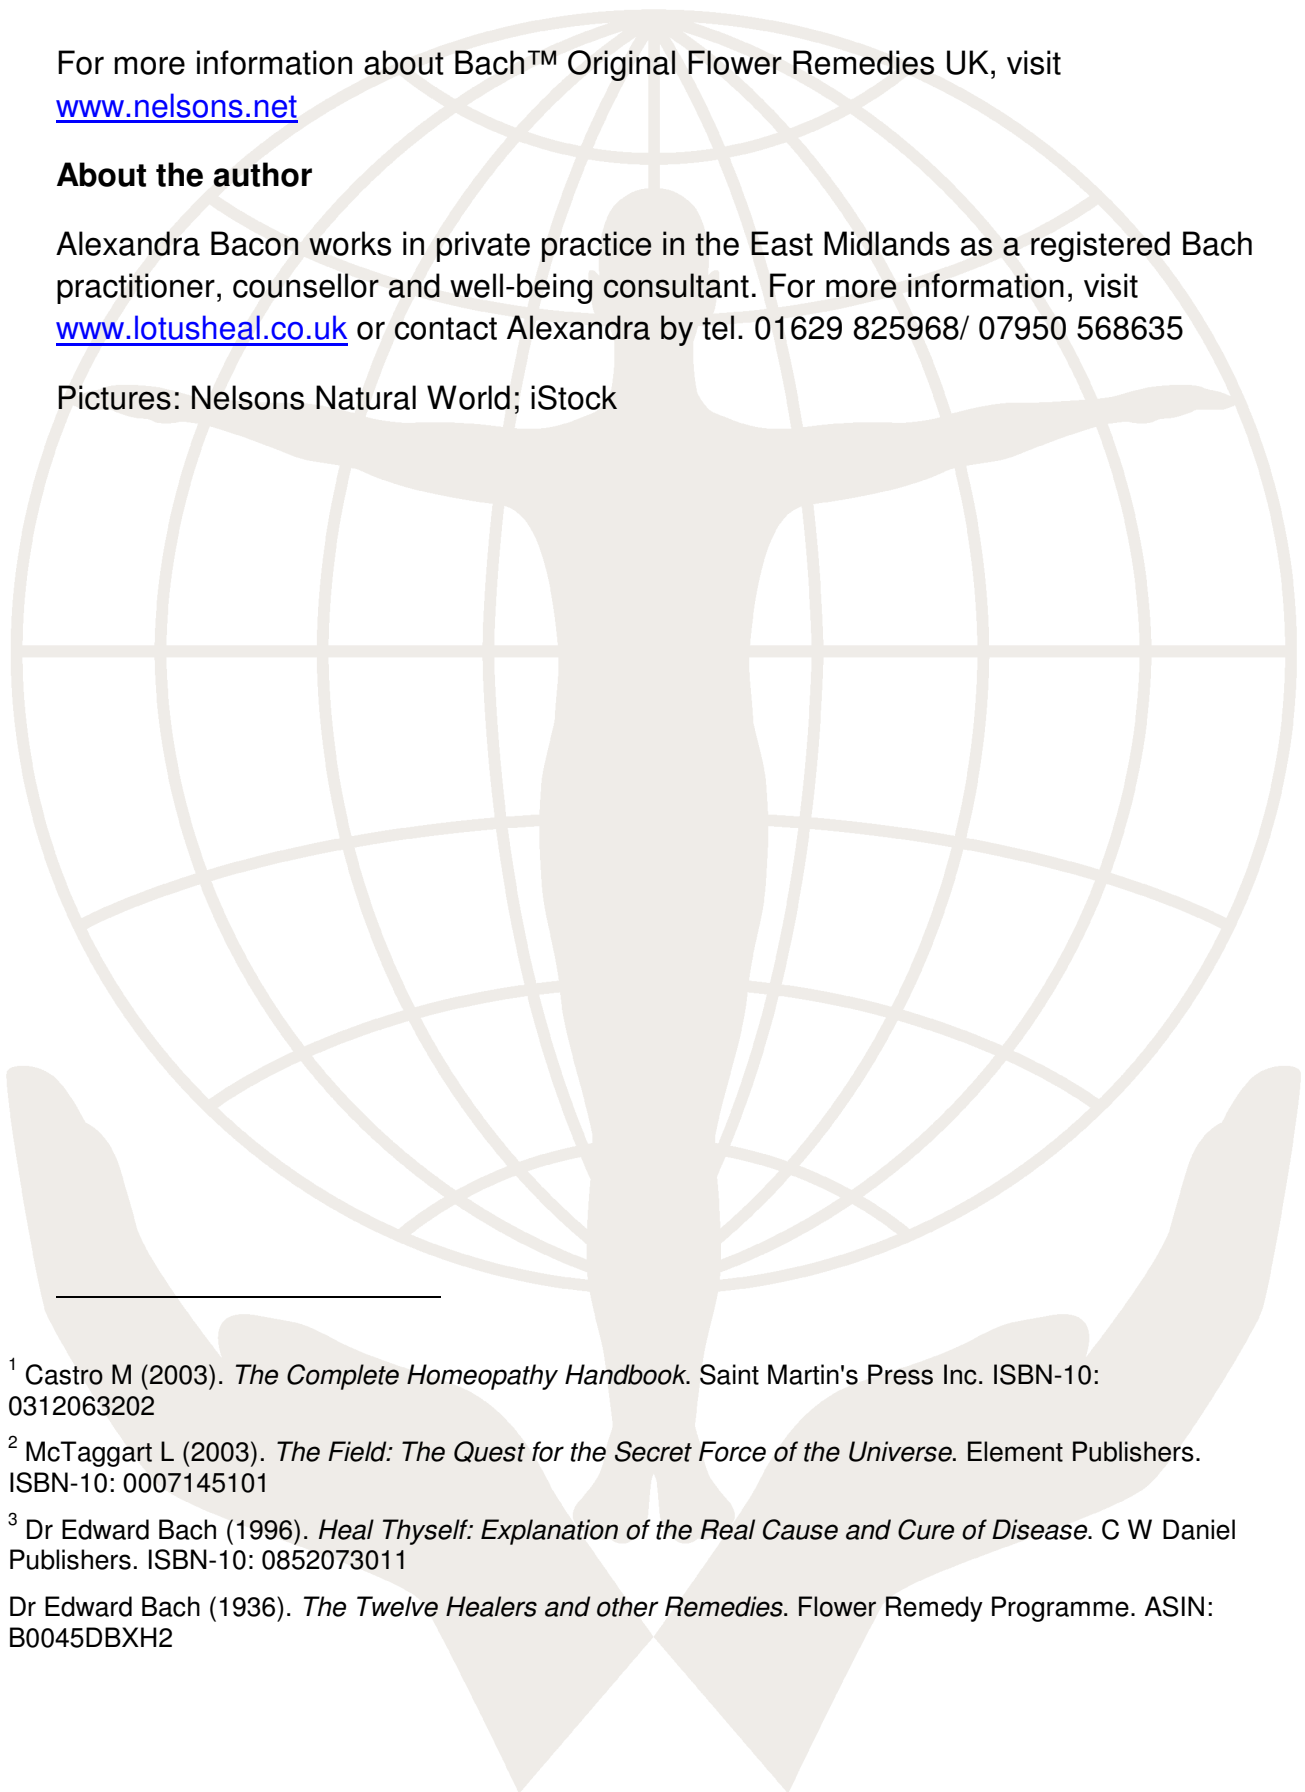 For more information about Bach™ Original Flower Remedies UK, visit
www.nelsons.net
About the author
Alexandra Bacon works in private practice in the East Midlands as a registered Bach
practitioner, counsellor and well-being consultant. For more information, visit
www.lotusheal.co.uk or contact Alexandra by tel. 01629 825968/ 07950 568635
Pictures: Nelsons Natural World; iStock
1 Castro M (2003). The Complete Homeopathy Handbook. Saint Martin's Press Inc. ISBN-10:
0312063202
2 McTaggart L (2003). The Field: The Quest for the Secret Force of the Universe. Element Publishers.
ISBN-10: 0007145101
3 Dr Edward Bach (1996). Heal Thyself: Explanation of the Real Cause and Cure of Disease. C W Daniel
Publishers. ISBN-10: 0852073011
Dr Edward Bach (1936). The Twelve Healers and other Remedies. Flower Remedy Programme. ASIN:
B0045DBXH2